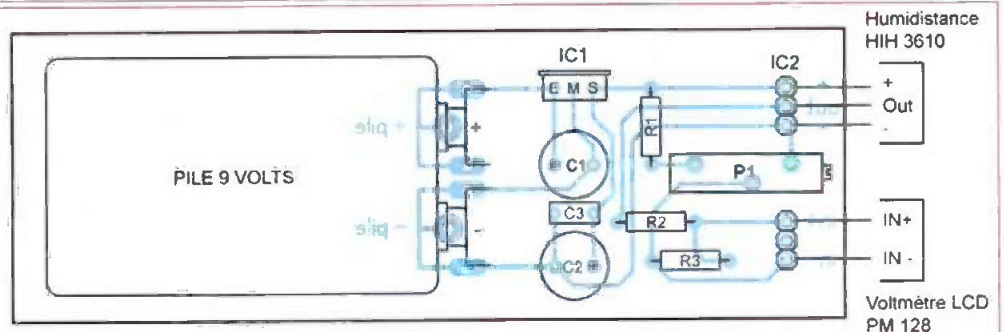 Humidistance
HIH 3610
IC1
IC2
E M S
+
Out
-
+ pile
+
R1
C1
P1
PILE 9 VOLTS
C3
R2
IN+
- pile
-
C2
R3
IN -
Voltmètre LCD
PM 128